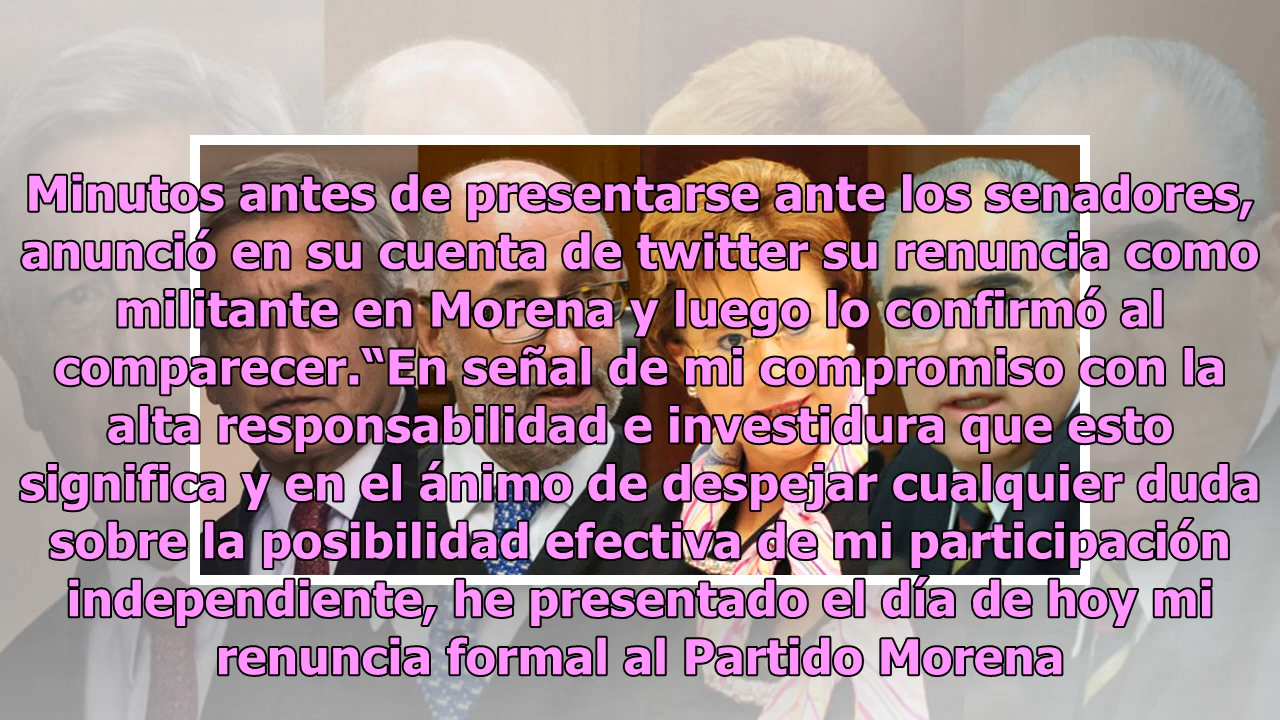 Minutos antes de presentarse ante los senadores,
anunció en su cuenta de twitter su renuncia como
militante en Morena y luego lo confirmó al
comparecer.“En señal de mi compromiso con la
alta responsabilidad e investidura que esto
significa y en el ánimo de despejar cualquier duda
sobre la posibilidad efectiva de mi participación
independiente, he presentado el día de hoy mi
renuncia formal al Partido Morena